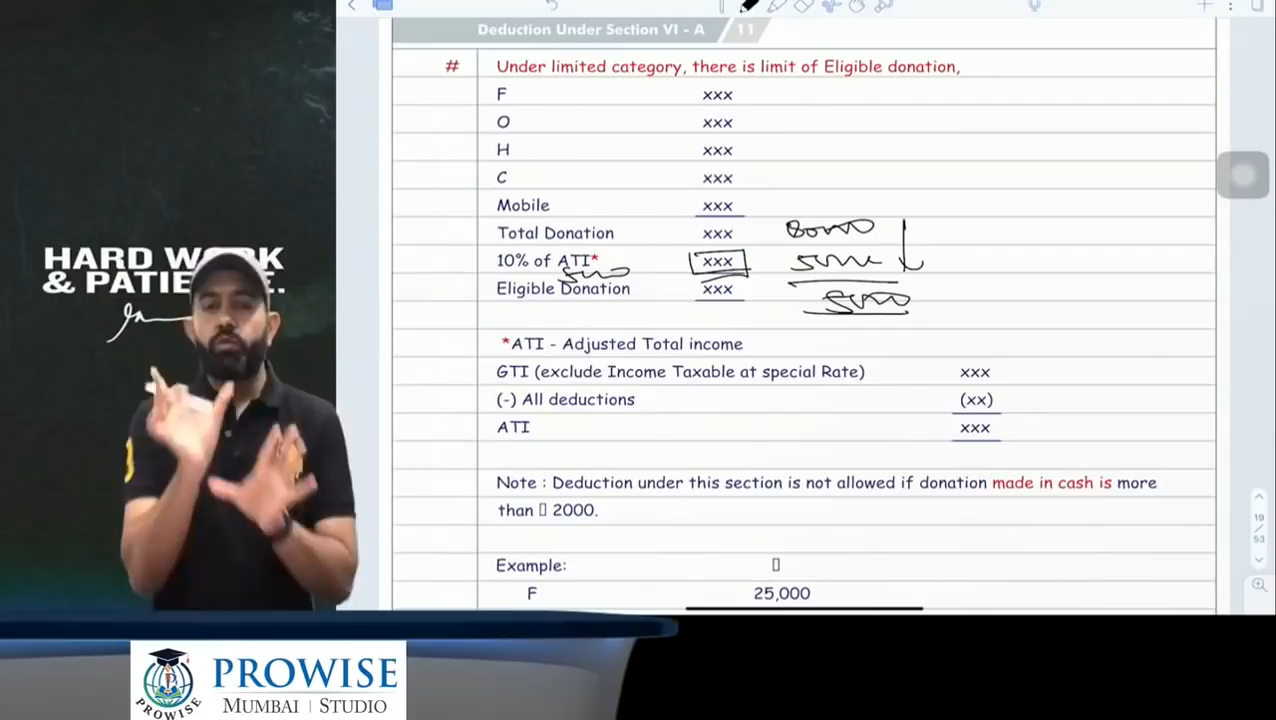 Deduction Under Section VI - A 11
# Under limited category, there is limit of Eligible donation,
F xxx
O xxx
H xxx
C xxx
Mobile xxx
Total Donation xxx
10% of ATI* xxx
Eligible Donation xxx
*ATI - Adjusted Total income
GTI (exclude Income Taxable at special Rate) xxx
(-) All deductions (xx)
ATI xxx
Note : Deduction under this section is not allowed if donation made in cash is more
than ▯ 2000.
Example: ▯
F 25,000
19
/
53
HARD WORK
& PATIENCE.
PROWISE
MUMBAI | STUDIO
PROWISE